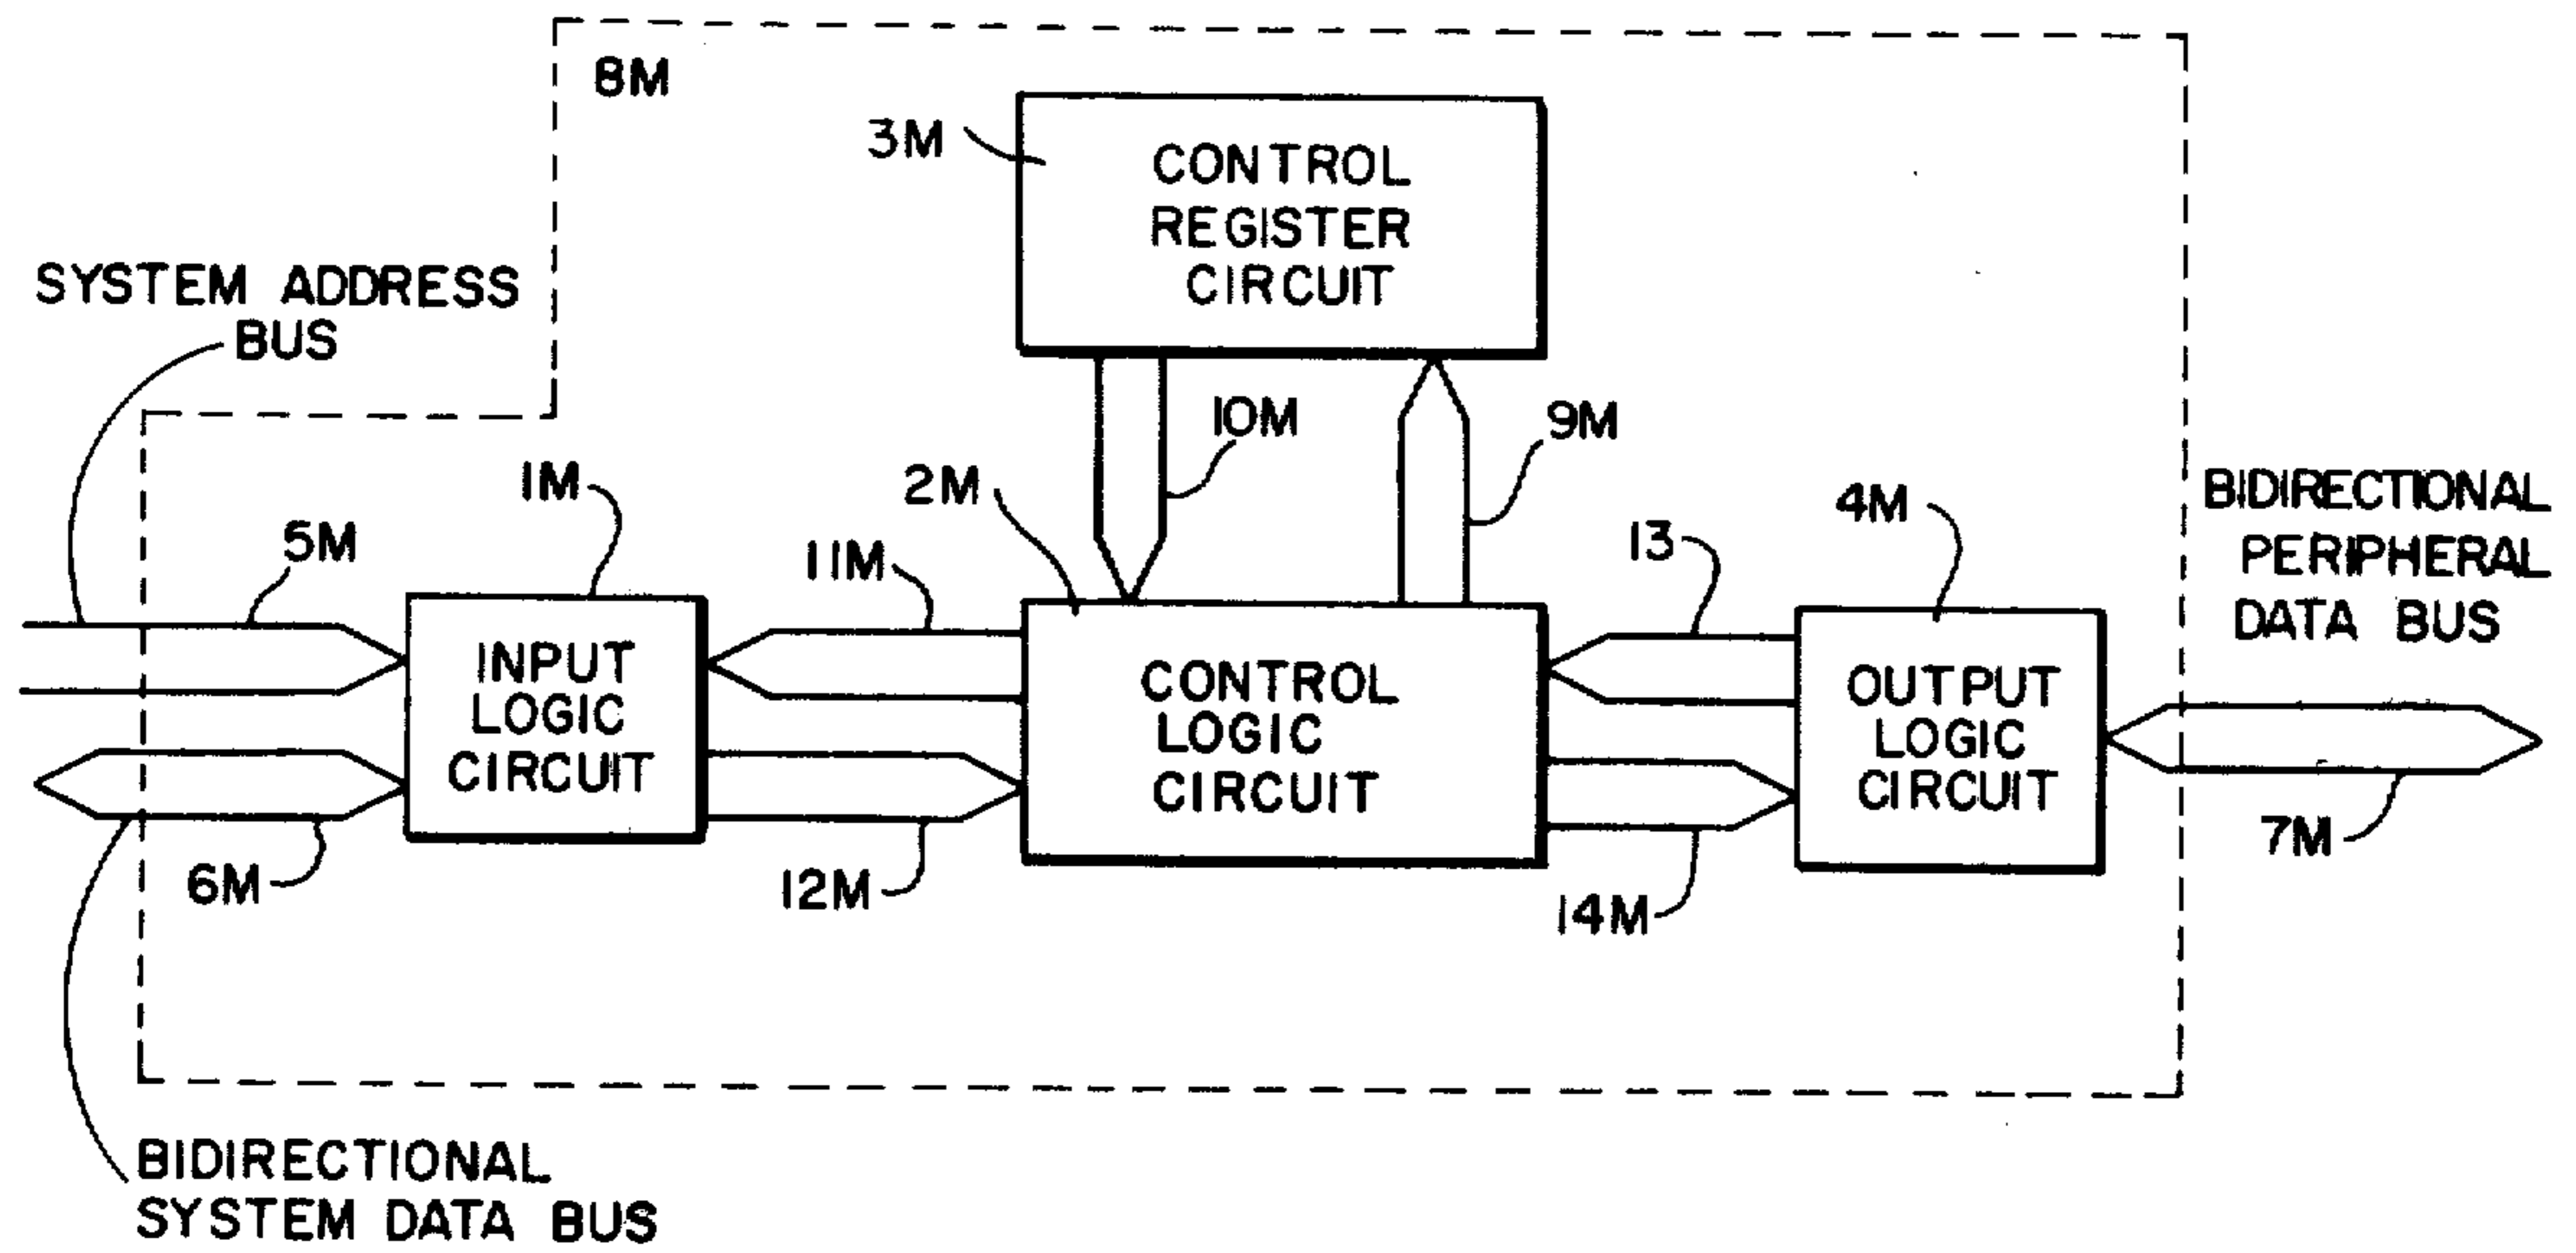 8M
3M
CONTROL
REGISTER
CIRCUIT
SYSTEM ADDRESS
BUS
10M
9M
1M
2M
4M
BIDIRECTIONAL
PERIPHERAL
DATA BUS
5M
11M
13
INPUT
LOGIC
CIRCUIT
CONTROL
LOGIC
CIRCUIT
OUTPUT
LOGIC
CIRCUIT
6M
12M
14M
7M
BIDIRECTIONAL
SYSTEM DATA BUS